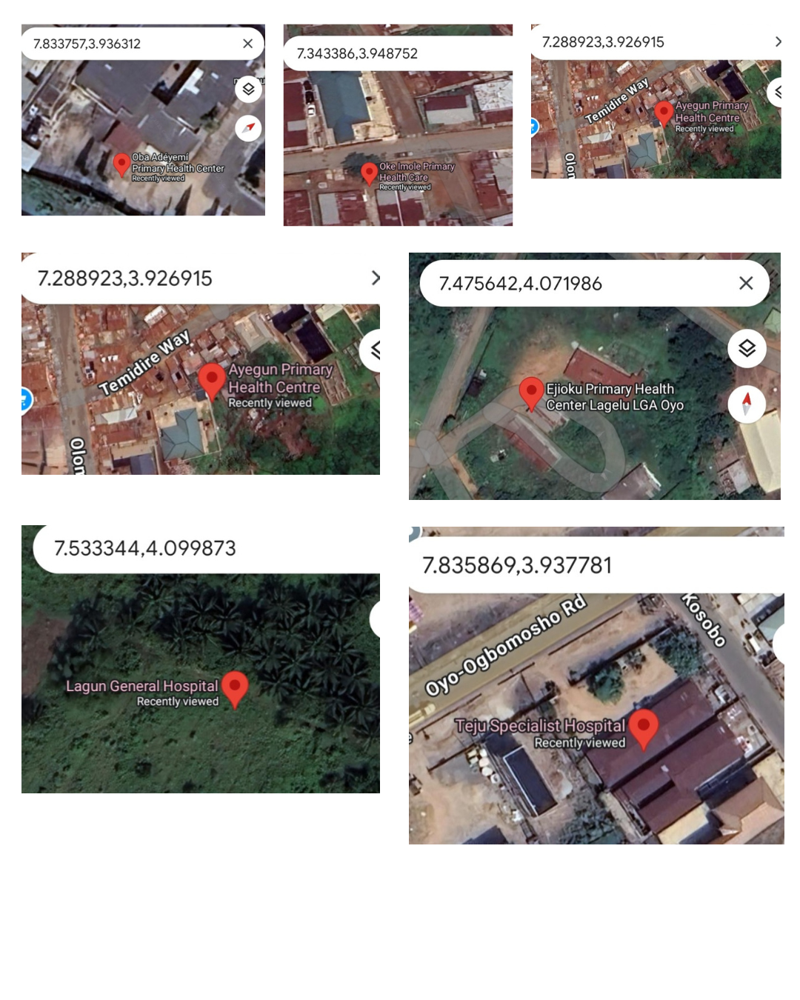 7.833757,3.936312
Oba Adéyemí
Primary Health Center
Recently viewed
7.343386,3.948752
Oke Imole Primary
Health Care
Recently viewed
7.288923,3.926915
Temidire Way
Ayegun Primary
Health Centre
Recently viewed
Olon
7.288923,3.926915
Temidire Way
Ayegun Primary
Health Centre
Recently viewed
Olon
7.475642,4.071986
Ejioku Primary Health
Center Lagelu LGA Oyo
7.533344,4.099873
Lagun General Hospital
Recently viewed
7.835869,3.937781
Oyo-Ogbomosho Rd
Kosobo
Teju Specialist Hospital
Recently viewed